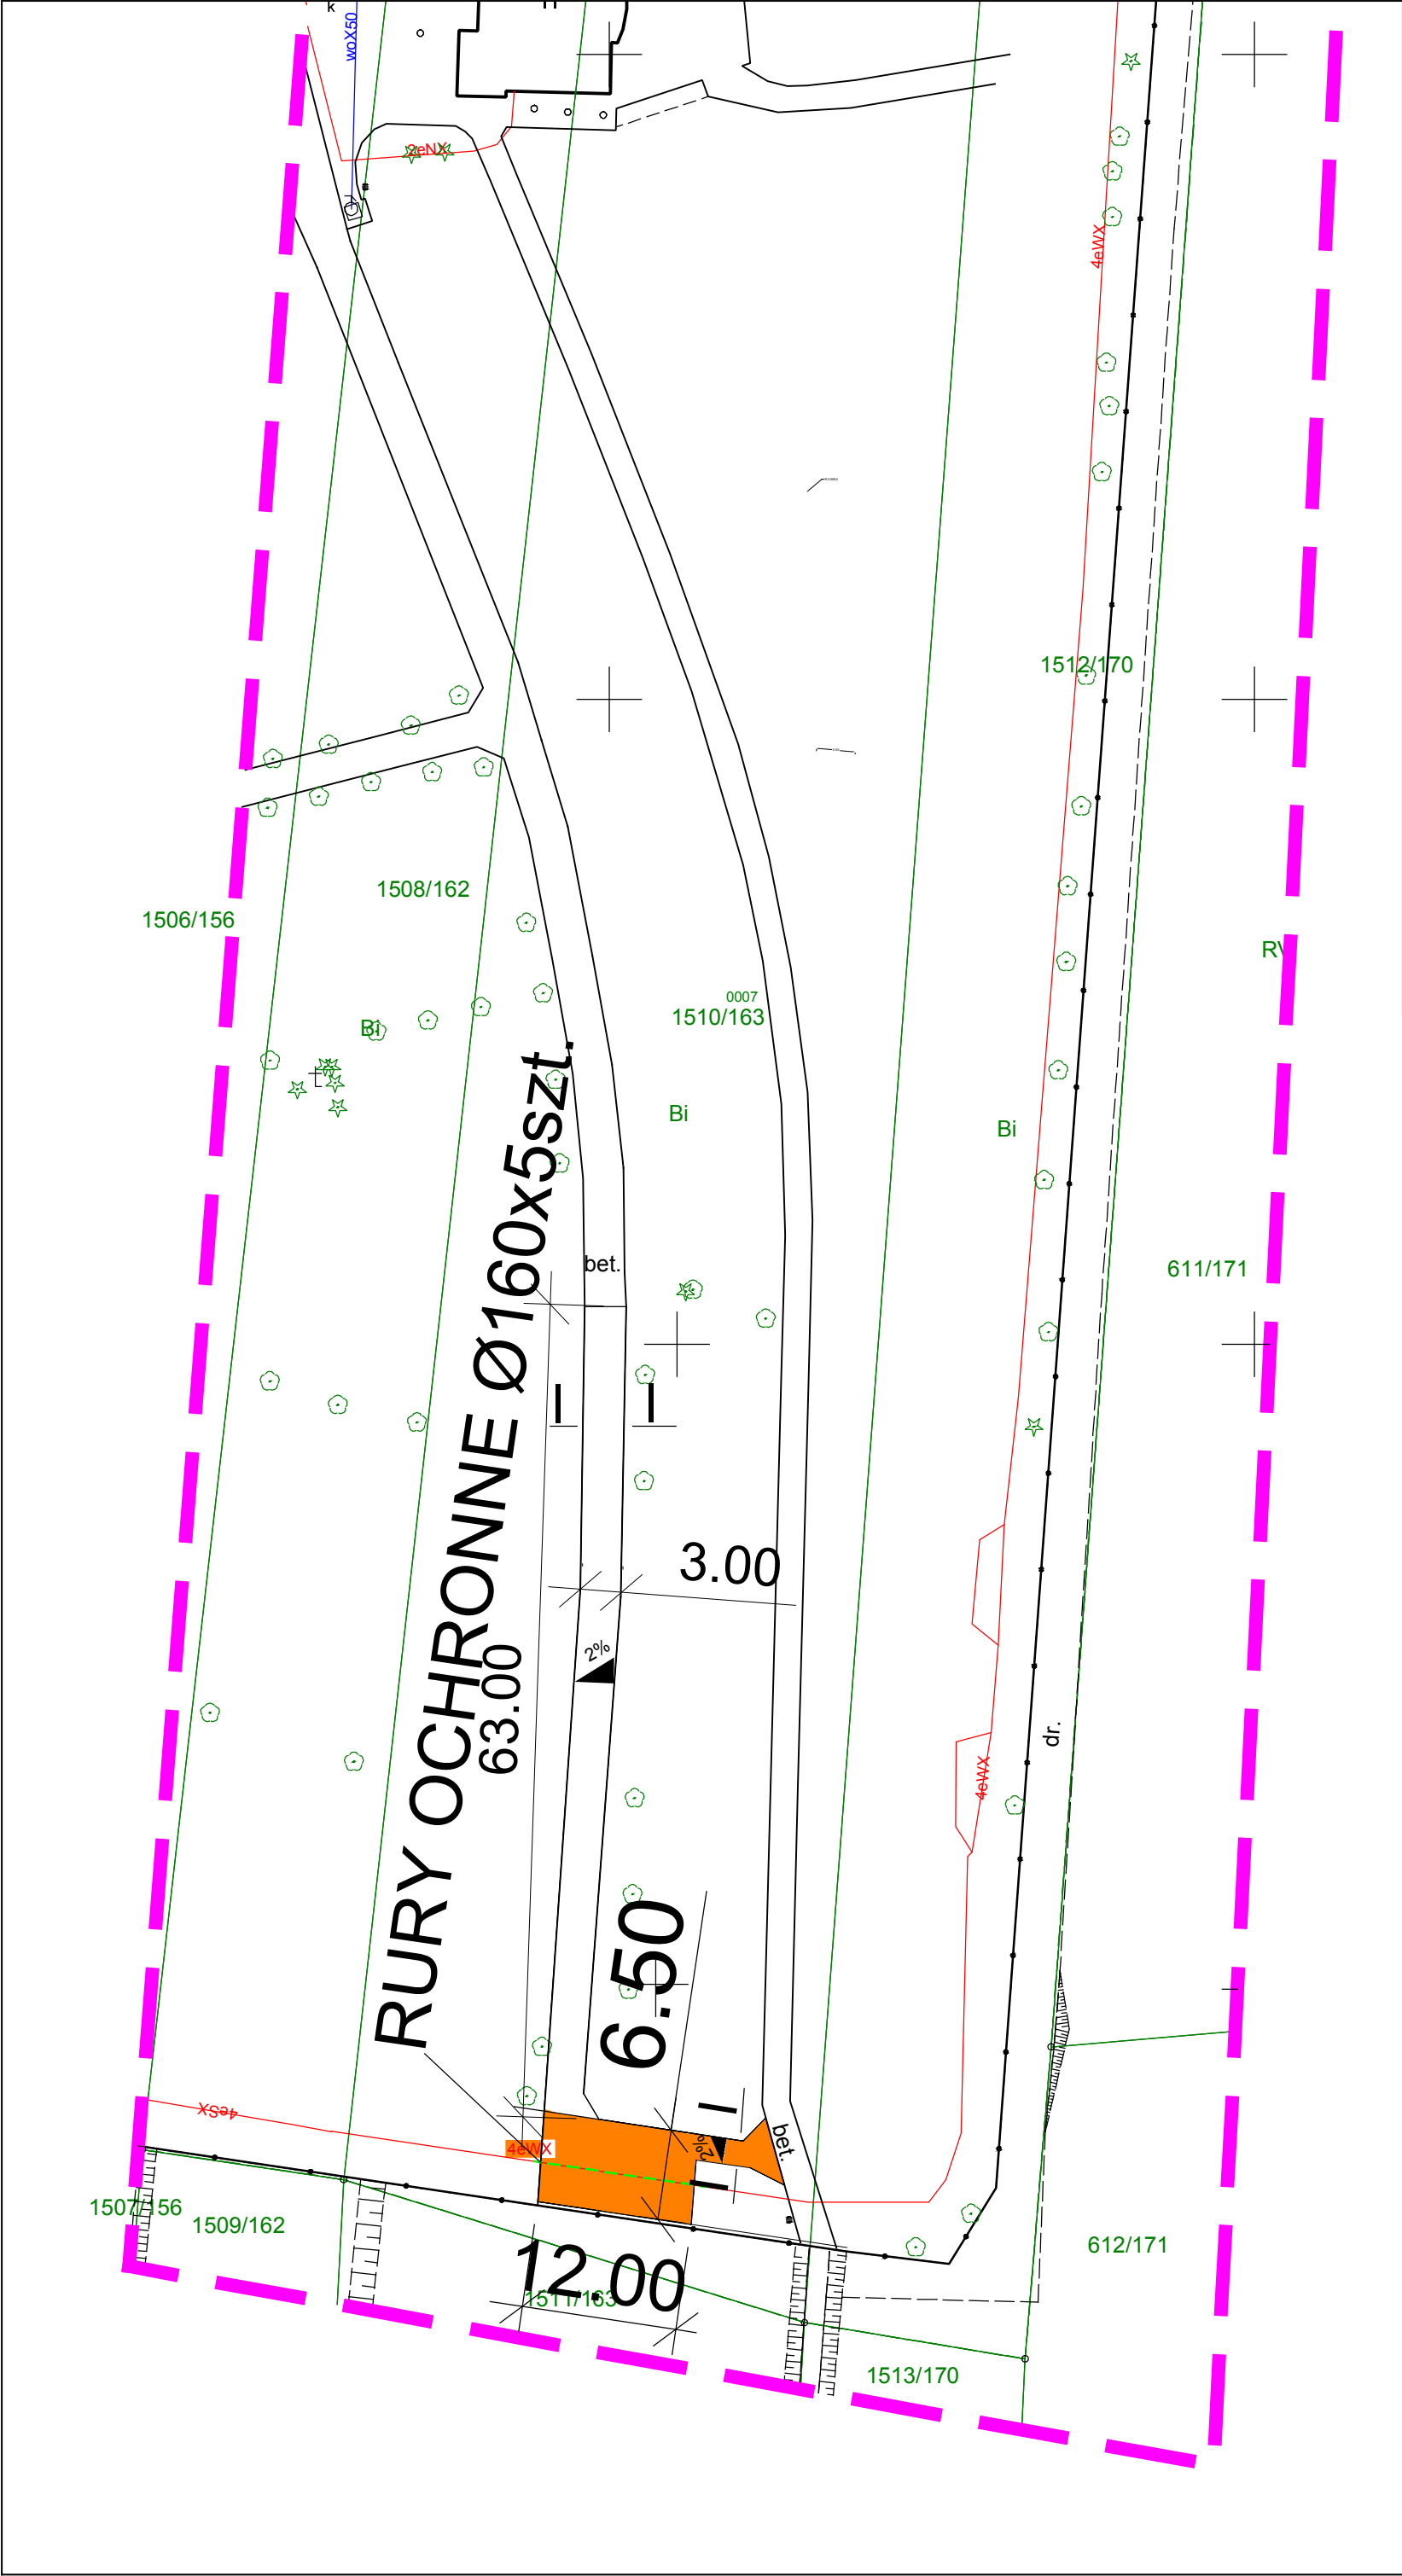 k
woX50
2eNX
4eWX
1512/170
1508/162
1506/156
0007
1510/163
Bi
Bi
Bi
RURY OCHRONNE Ø160x5szt.
bet.
611/171
3.00
2%
63.00
dr.
4eWX
6.50
4eSX
4eWX
2%
bet.
I I
I I
1507/156
1509/162
12.00
1511/163
612/171
1513/170